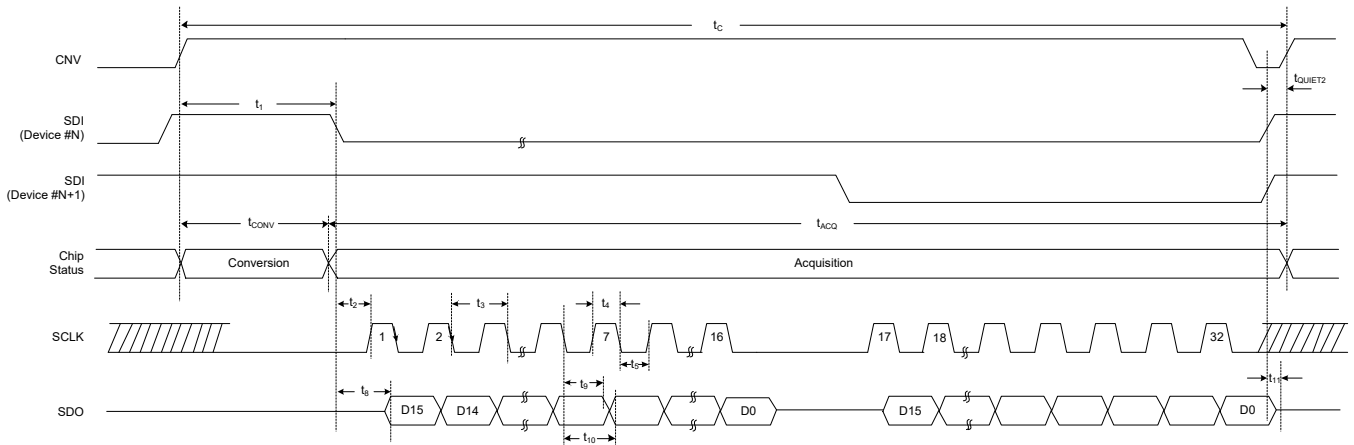 tC
CNV
tQUIET2
t1
SDI
(Device #N)
SDI
(Device #N+1)
tCONV
tACQ
Chip
Status
Conversion
Acquisition
t2
t3
t4
SCLK
1
2
7
16
17
18
32
t5
t8
t9
t11
SDO
D15
D14
D0
D15
D0
t10